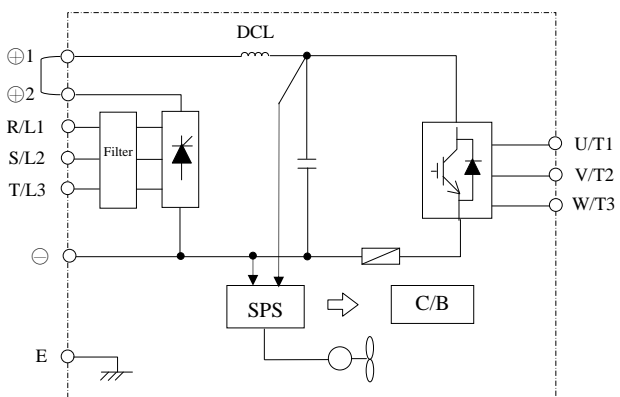 DCL
⊕1
⊕2
R/L1
S/L2
T/L3
Filter
U/T1
V/T2
W/T3
⊖
SPS
C/B
E